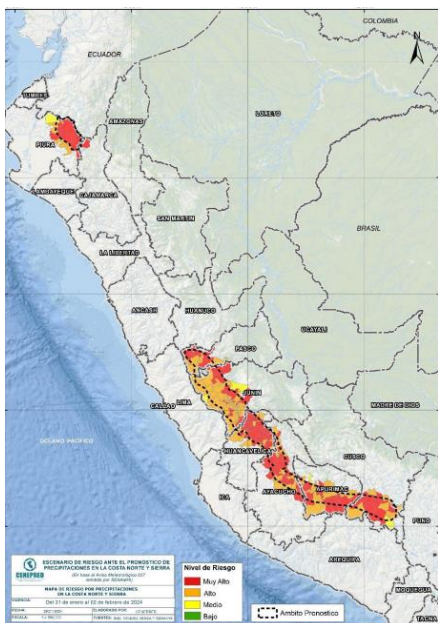 COLOMBIA
ECUADOR
TUMBES
AMAZONAS
LORETO
PIURA
LAMBAYEQUE
CAJAMARCA
SAN MARTIN
BRASIL
LA LIBERTAD
ANCASH
HUANUCO
UCAYALI
PASCO
LIMA
JUNIN
CALLAO
MADRE DE DIOS
OCEANO PACÍFICO
HUANCAVELICA
CUSCO
ICA
AYACUCHO
APURIMAC
PUNO
AREQUIPA
MOQUEGUA
TACNA
CENEPRED
ESCENARIO DE RIESGO ANTE EL PRONÓSTICO DE
PRECIPITACIONES EN LA COSTA NORTE Y SIERRA
MAPA DE RIESGO POR PRECIPITACIONES
EN LA COSTA NORTE Y SIERRA
Del 31 de enero al 02 de febrero de 2024
Nivel de Riesgo
Muy Alto
Alto
Medio
Bajo
Ambito Pronostico